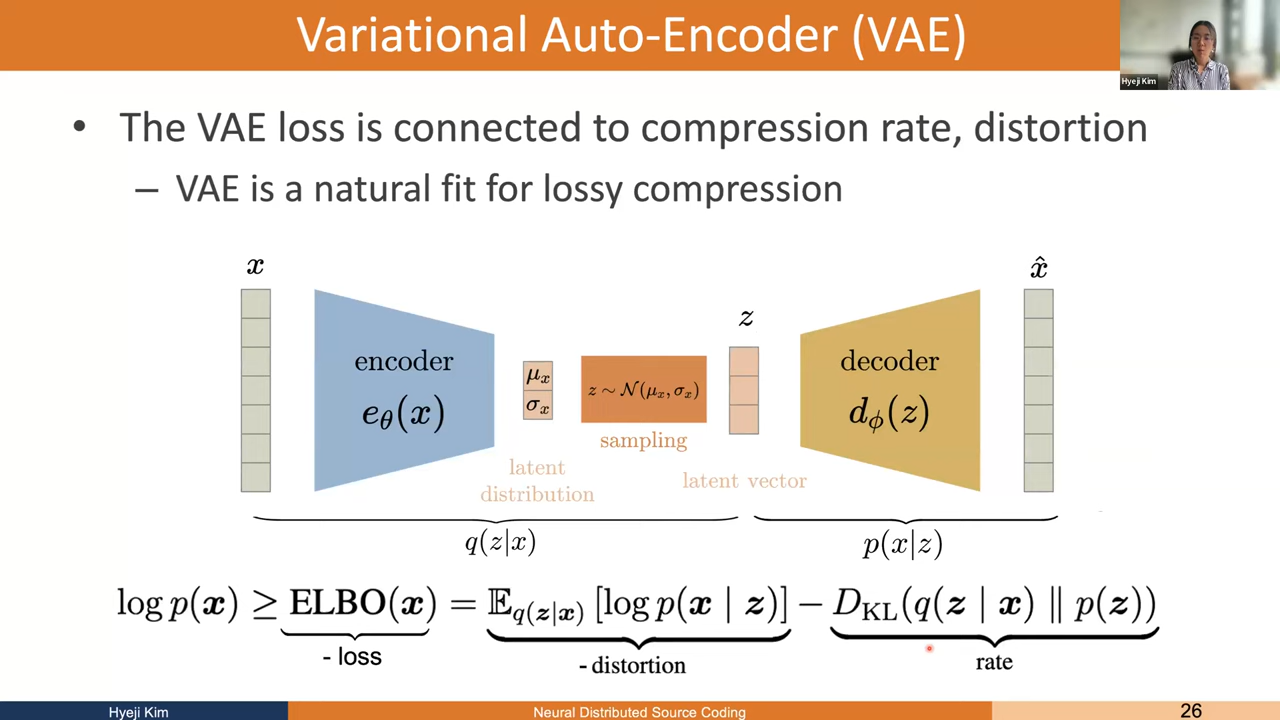 Variational Auto-Encoder (VAE)
Hyeji Kim
• The VAE loss is connected to compression rate, distortion
– VAE is a natural fit for lossy compression
x
encoder
e_θ(x)
μ_x
σ_x
latent
distribution
z ∼ 𝒩(μ_x, σ_x)
sampling
z
latent vector
decoder
d_ϕ(z)
x̂
q(z|x)
p(x|z)
log p(x) ≥ ELBO(x) = 𝔼_{q(z|x)} [log p(x | z)] − D_KL(q(z | x) ∥ p(z))
- loss
- distortion
rate
Hyeji Kim
Neural Distributed Source Coding
26